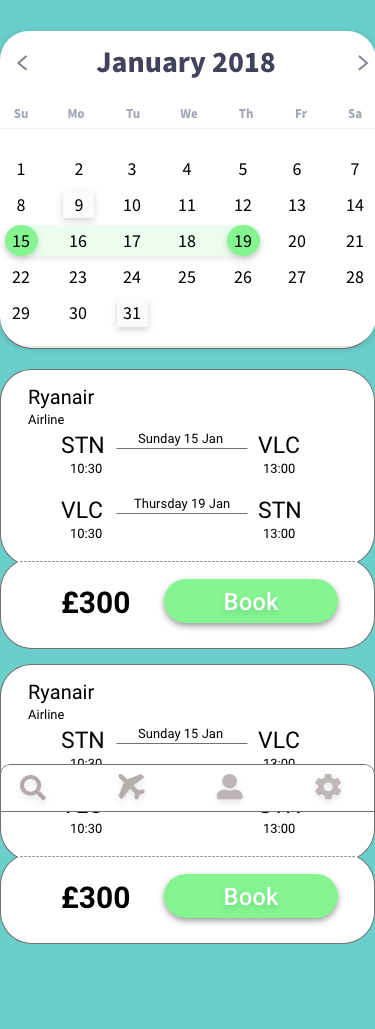 January 2018
Su Mo Tu We Th Fr Sa
1 2 3 4 5 6 7
8 9 10 11 12 13 14
15 16 17 18 19 20 21
22 23 24 25 26 27 28
29 30 31
Ryanair
Airline
STN Sunday 15 Jan VLC
10:30 13:00
VLC Thursday 19 Jan STN
10:30 13:00
£300 Book
Ryanair
Airline
STN Sunday 15 Jan VLC
10:30 13:00
10:30 13:00
£300 Book